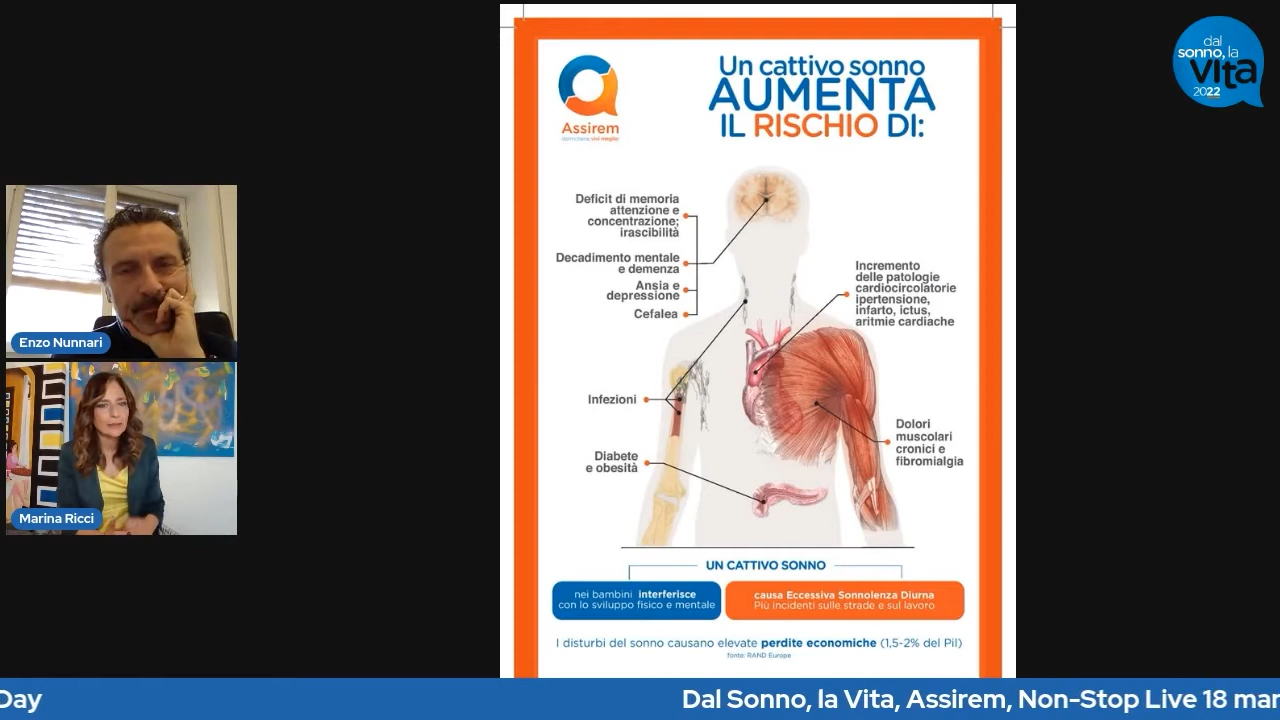 dal
sonno, la
vita
2022
Un cattivo sonno
AUMENTA
IL RISCHIO DI:
Assirem
dormi bene, vivi meglio
Deficit di memoria
attenzione e
concentrazione;
irascibilità
Decadimento mentale
e demenza
Ansia e
depressione
Cefalea
Incremento
delle patologie
cardiocircolatorie
ipertensione,
infarto, ictus,
aritmie cardiache
Infezioni
Diabete
e obesità
Dolori
muscolari
cronici e
fibromialgia
Enzo Nunnari
Marina Ricci
UN CATTIVO SONNO
nei bambini interferisce
con lo sviluppo fisico e mentale
causa Eccessiva Sonnolenza Diurna
Più incidenti sulle strade e sul lavoro
I disturbi del sonno causano elevate perdite economiche (1,5-2% del Pil)
fonte: RAND Europe
Day
Dal Sonno, la Vita, Assirem, Non-Stop Live 18 mar